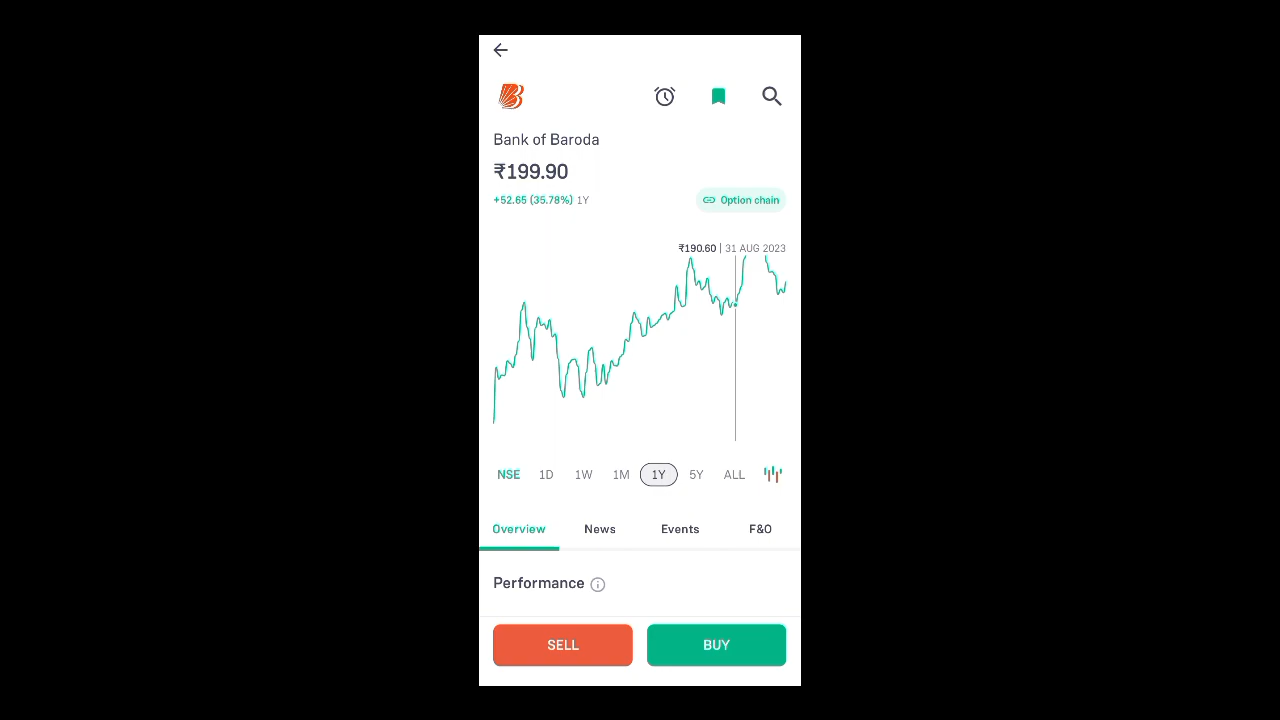 Bank of Baroda
₹199.90
+52.65 (35.78%) 1Y
Option chain
₹190.60 | 31 AUG 2023
NSE 1D 1W 1M 1Y 5Y ALL
Overview News Events F&O
Performance
SELL BUY